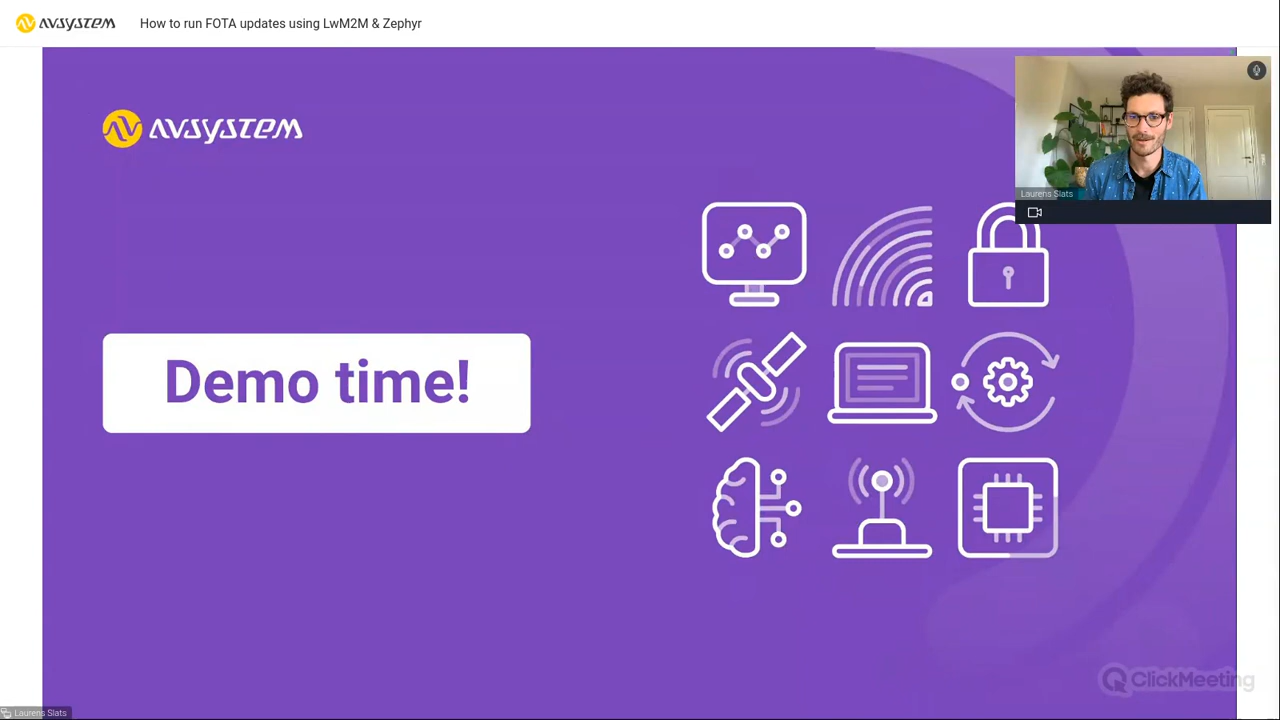 AVSYSTEM
How to run FOTA updates using LwM2M & Zephyr
AVSYSTEM
Laurens Slats
Demo time!
ClickMeeting
Laurens Slats